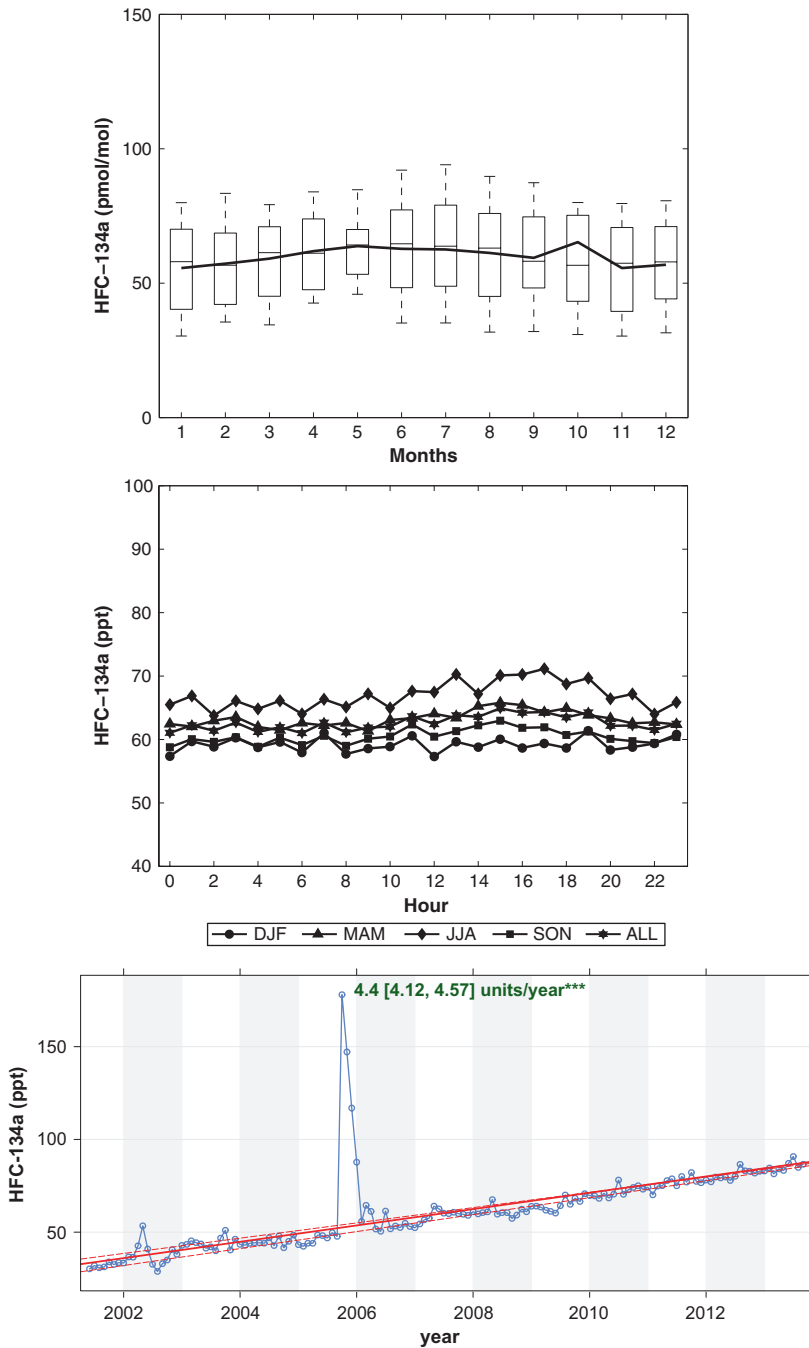 150
100
50
0
HFC–134a (pmol/mol)
1 2 3 4 5 6 7 8 9 10 11 12
Months
100
90
80
70
60
50
40
HFC–134a (ppt)
0 2 4 6 8 10 12 14 16 18 20 22
Hour
DJF MAM JJA SON ALL
4.4 [4.12, 4.57] units/year***
150
100
50
HFC-134a (ppt)
2002 2004 2006 2008 2010 2012
year